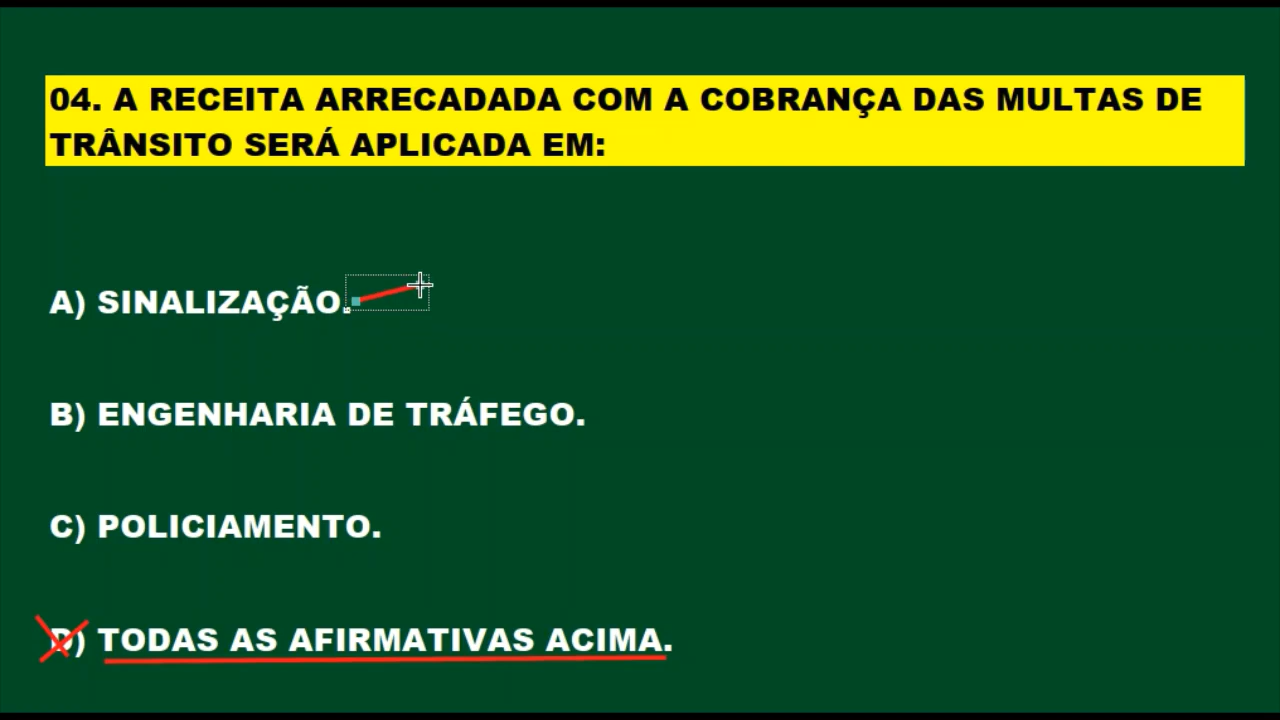 04. A RECEITA ARRECADADA COM A COBRANÇA DAS MULTAS DE
TRÂNSITO SERÁ APLICADA EM:
A) SINALIZAÇÃO.
B) ENGENHARIA DE TRÁFEGO.
C) POLICIAMENTO.
D) TODAS AS AFIRMATIVAS ACIMA.